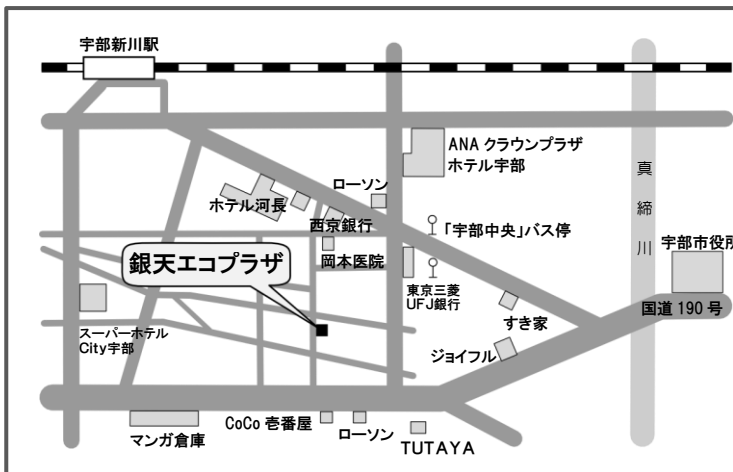 宇部新川駅
ANA クラウンプラザ
ホテル宇部
ローソン
ホテル河長
西京銀行
「宇部中央」バス停
真締川
宇部市役所
岡本医院
銀天エコプラザ
東京三菱
UFJ銀行
国道 190 号
すき家
スーパーホテル
City宇部
ジョイフル
マンガ倉庫
CoCo 壱番屋
ローソン
TUTAYA